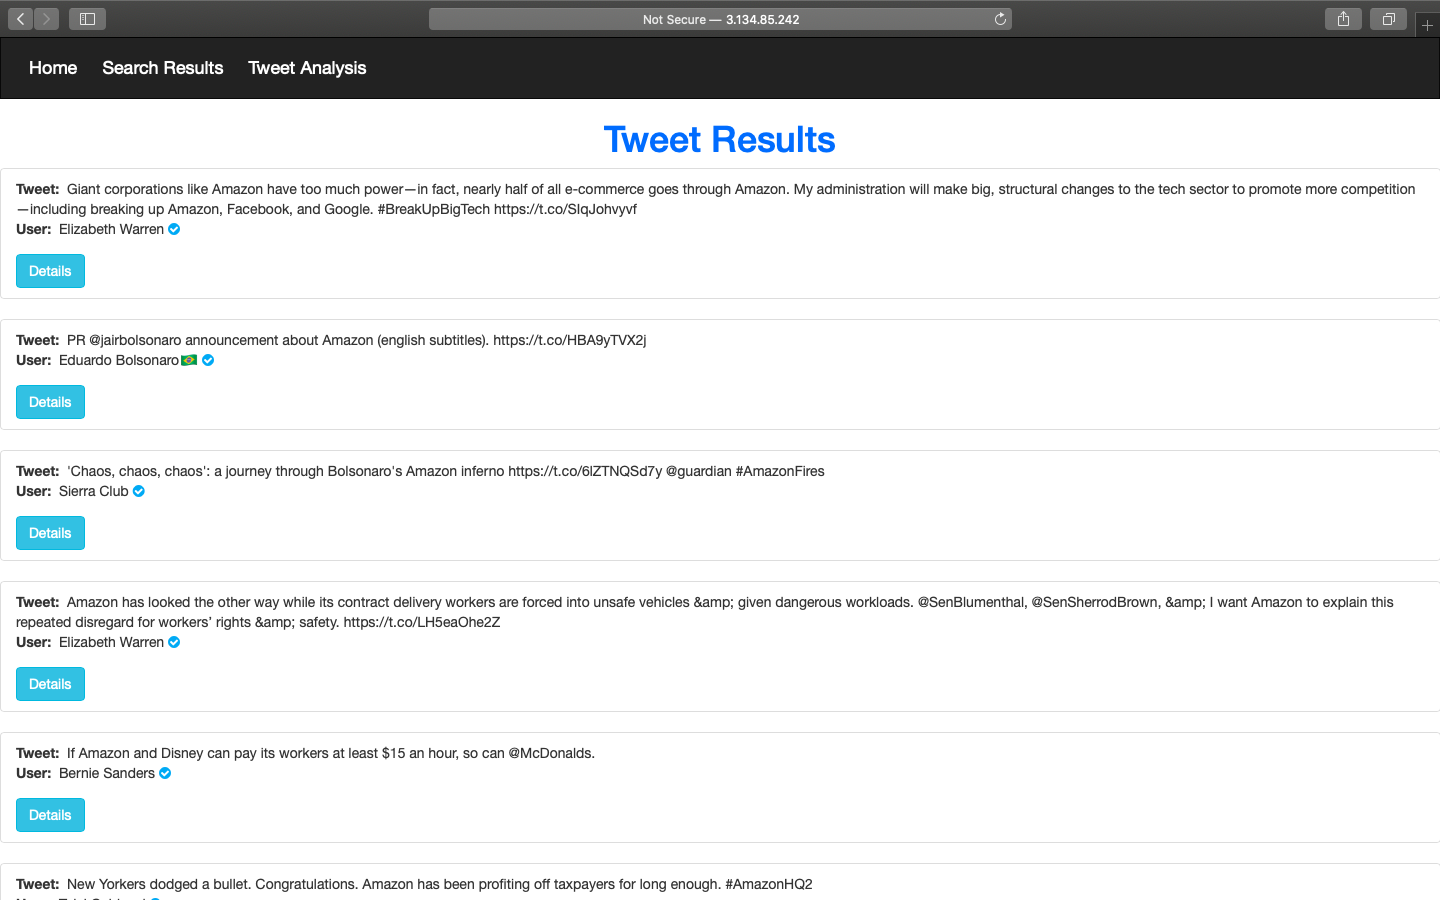 Not Secure — 3.134.85.242
Home Search Results Tweet Analysis
Tweet Results
Tweet: Giant corporations like Amazon have too much power—in fact, nearly half of all e-commerce goes through Amazon. My administration will make big, structural changes to the tech sector to promote more competition
—including breaking up Amazon, Facebook, and Google. #BreakUpBigTech https://t.co/SIqJohvyvf
User: Elizabeth Warren
Details
Tweet: PR @jairbolsonaro announcement about Amazon (english subtitles). https://t.co/HBA9yTVX2j
User: Eduardo Bolsonaro
Details
Tweet: 'Chaos, chaos, chaos': a journey through Bolsonaro's Amazon inferno https://t.co/6lZTNQSd7y @guardian #AmazonFires
User: Sierra Club
Details
Tweet: Amazon has looked the other way while its contract delivery workers are forced into unsafe vehicles &amp; given dangerous workloads. @SenBlumenthal, @SenSherrodBrown, &amp; I want Amazon to explain this
repeated disregard for workers’ rights &amp; safety. https://t.co/LH5eaOhe2Z
User: Elizabeth Warren
Details
Tweet: If Amazon and Disney can pay its workers at least $15 an hour, so can @McDonalds.
User: Bernie Sanders
Details
Tweet: New Yorkers dodged a bullet. Congratulations. Amazon has been profiting off taxpayers for long enough. #AmazonHQ2